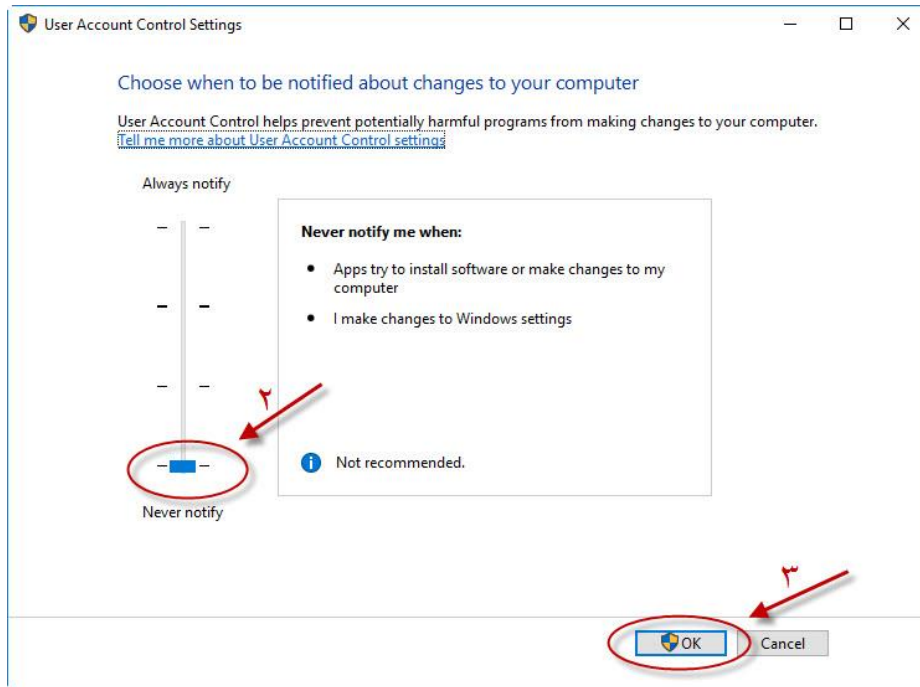 User Account Control Settings
Choose when to be notified about changes to your computer
User Account Control helps prevent potentially harmful programs from making changes to your computer.
Tell me more about User Account Control settings
Always notify
Never notify me when:
• Apps try to install software or make changes to my
computer
• I make changes to Windows settings
۲
Not recommended.
Never notify
۳
OK
Cancel